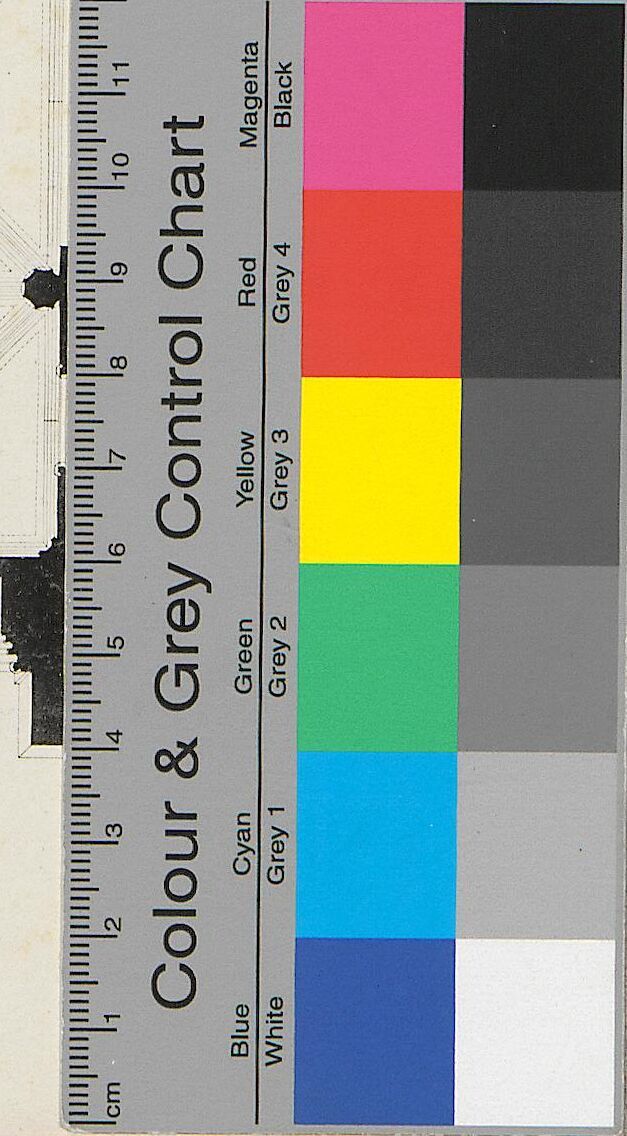 cm 1 2 3 4 5 6 7 8 9 10 11
Colour & Grey Control Chart
Blue Cyan Green Yellow Red Magenta
White Grey 1 Grey 2 Grey 3 Grey 4 Black